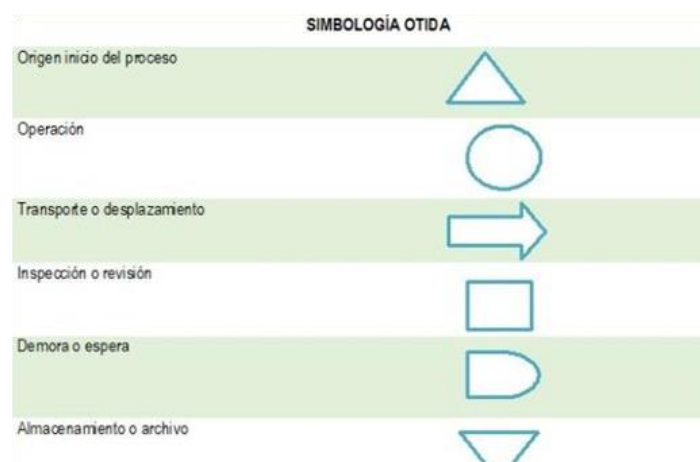 SIMBOLOGÍA OTIDA
Origen inicio del proceso
Operación
Transporte o desplazamiento
Inspección o revisión
Demora o espera
Almacenamiento o archivo